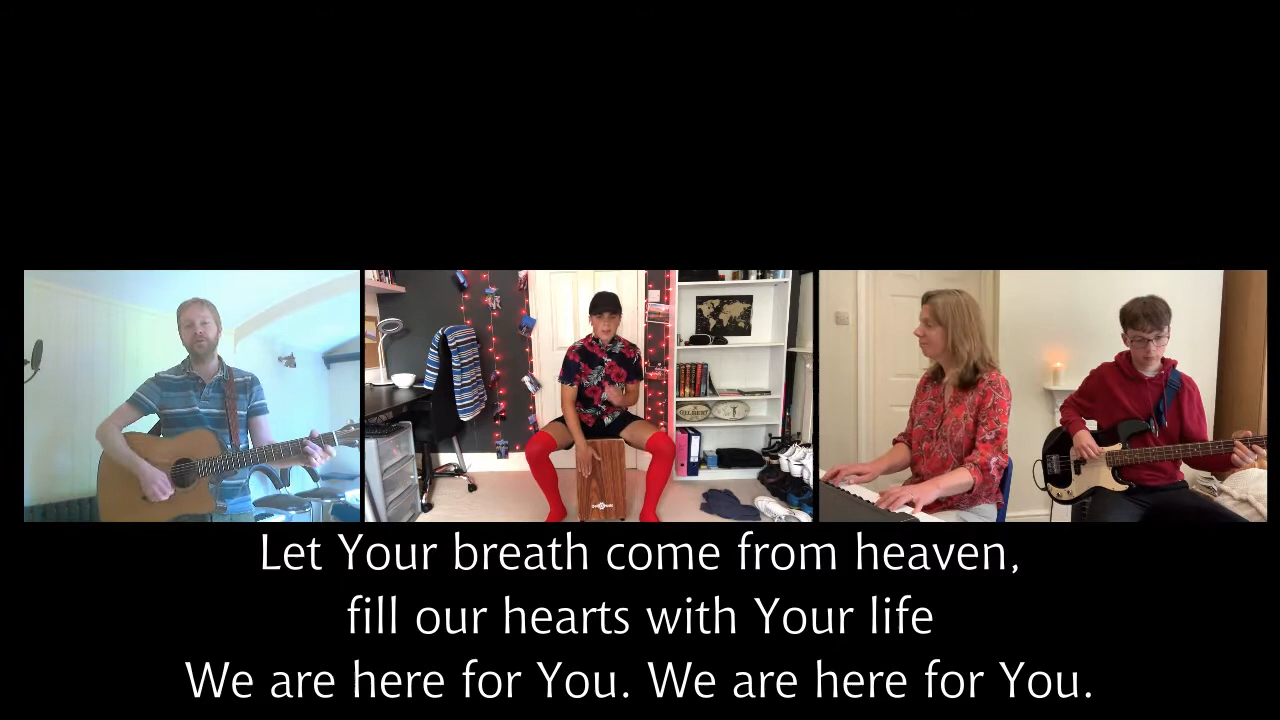 GILBERT
Let Your breath come from heaven,
fill our hearts with Your life
We are here for You. We are here for You.